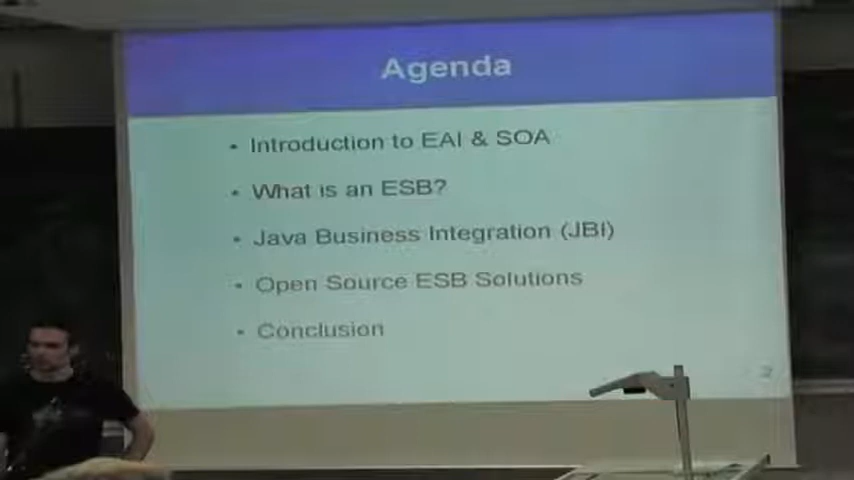 Agenda
• Introduction to EAI & SOA
• What is an ESB?
• Java Business Integration (JBI)
• Open Source ESB Solutions
• Conclusion
2